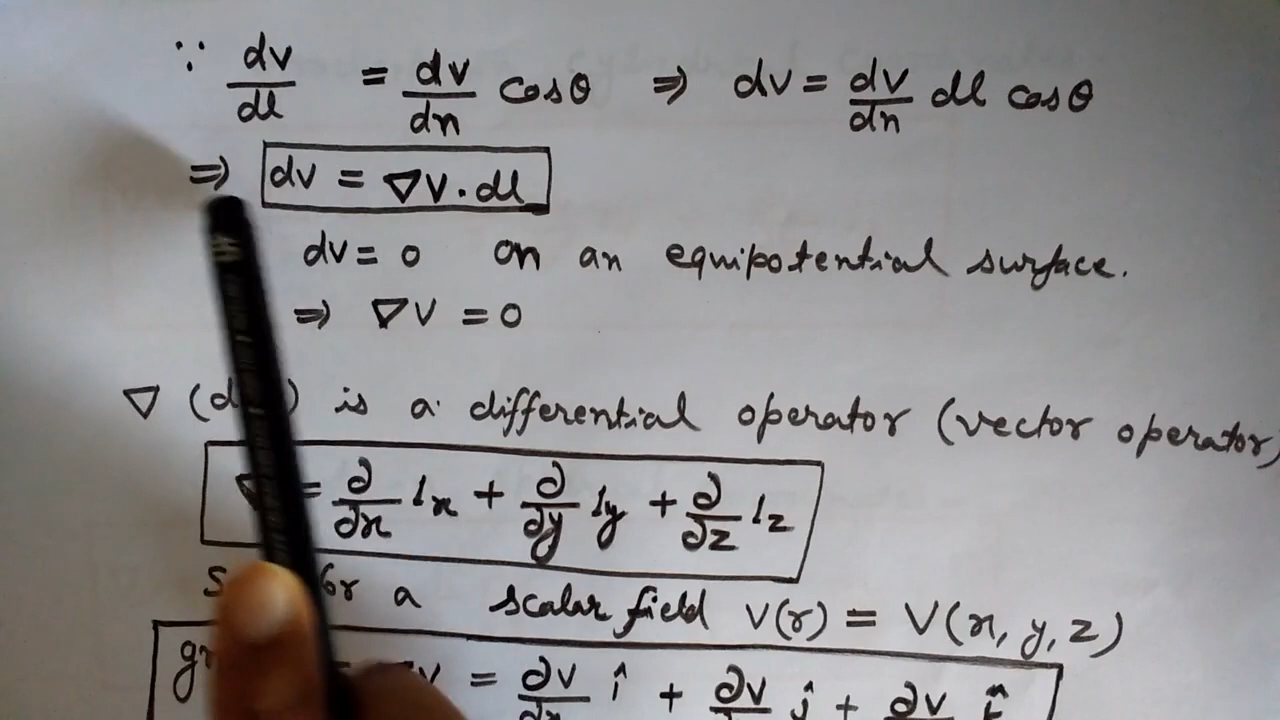 ∵ dv/dl = dv/dn cosθ ⇒ dv = dv/dn dl cosθ
⇒ dv = ∇V · dl
dv = 0 on an equipotential surface.
⇒ ∇V = 0
∇ ( ) is a differential operator (vector operator)
= ∂/∂x 1x + ∂/∂y 1y + ∂/∂z 1z
a scalar field V(r) = V(x, y, z)
= ∂V/∂x î + ∂V/ ĵ + ∂V/